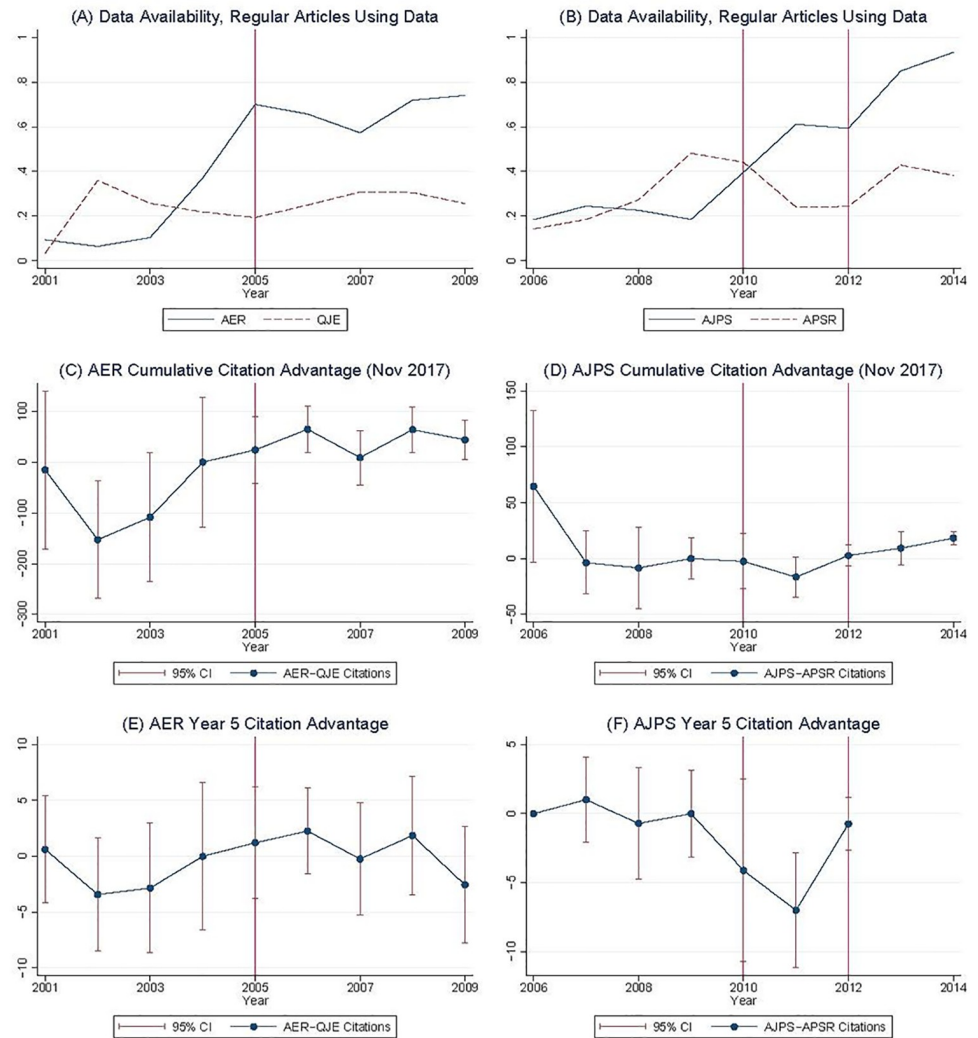 (A) Data Availability, Regular Articles Using Data
1
.8
.6
.4
.2
0
2001 2003 2005 2007 2009
Year
AER QJE
(B) Data Availability, Regular Articles Using Data
1
.8
.6
.4
.2
0
2006 2008 2010 2012 2014
Year
AJPS APSR
(C) AER Cumulative Citation Advantage (Nov 2017)
100
0
-100
-200
-300
2001 2003 2005 2007 2009
Year
95% CI AER-QJE Citations
(D) AJPS Cumulative Citation Advantage (Nov 2017)
150
100
50
0
-50
2006 2008 2010 2012 2014
Year
95% CI AJPS-APSR Citations
(E) AER Year 5 Citation Advantage
10
5
0
-5
-10
2001 2003 2005 2007 2009
Year
95% CI AER-QJE Citations
(F) AJPS Year 5 Citation Advantage
5
0
-5
-10
2006 2008 2010 2012 2014
Year
95% CI AJPS-APSR Citations